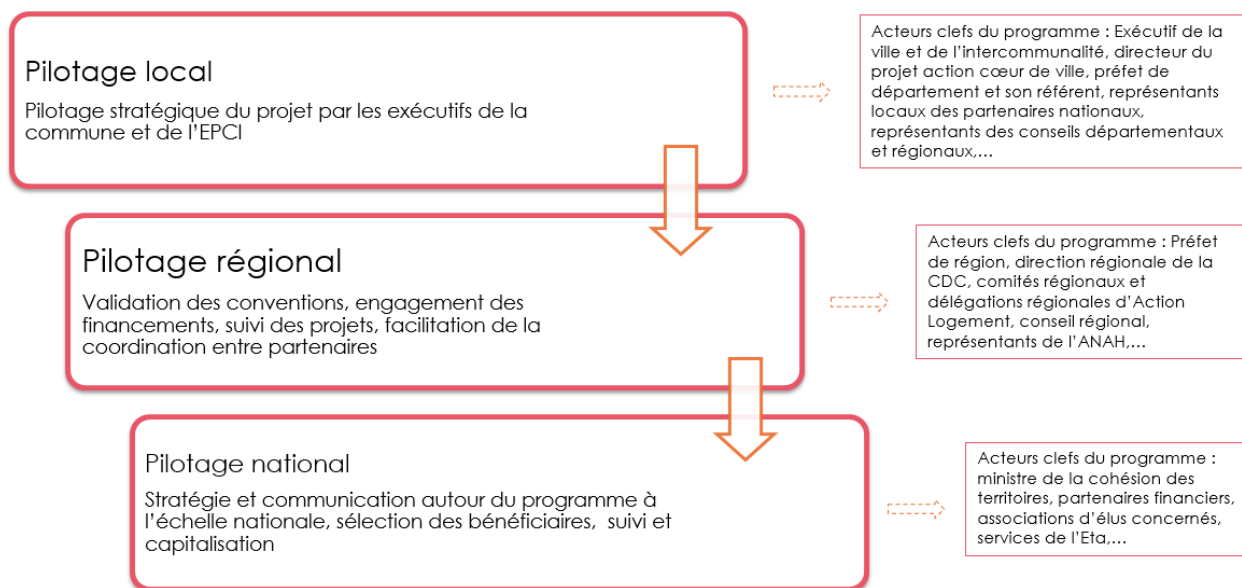 Pilotage local
Pilotage stratégique du projet par les exécutifs de la
commune et de l’EPCI
Acteurs clefs du programme : Exécutif de la
ville et de l’intercommunalité, directeur du
projet action cœur de ville, préfet de
département et son référent, représentants
locaux des partenaires nationaux,
représentants des conseils départementaux
et régionaux,…
Pilotage régional
Validation des conventions, engagement des
financements, suivi des projets, facilitation de la
coordination entre partenaires
Acteurs clefs du programme : Préfet
de région, direction régionale de la
CDC, comités régionaux et
délégations régionales d’Action
Logement, conseil régional,
représentants de l’ANAH,…
Pilotage national
Stratégie et communication autour du programme à
l’échelle nationale, sélection des bénéficiaires, suivi et
capitalisation
Acteurs clefs du programme :
ministre de la cohésion des
territoires, partenaires financiers,
associations d’élus concernés,
services de l’Eta,…